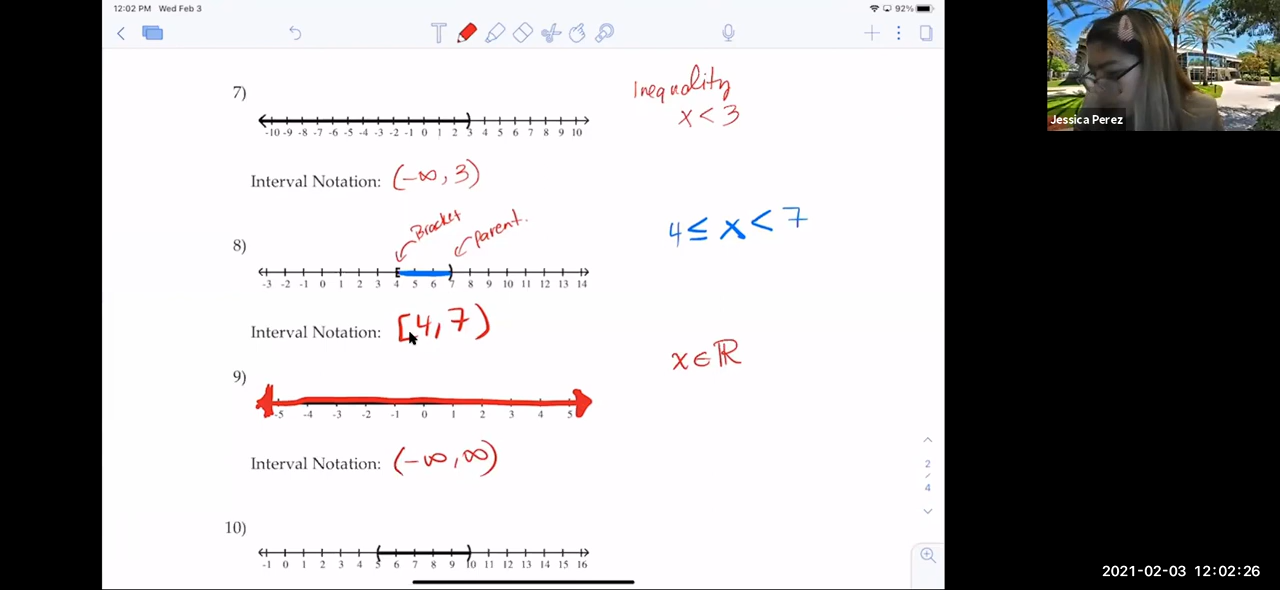 12:02 PM Wed Feb 3
92%
T
Inequality
x < 3
7)
-10 -9 -8 -7 -6 -5 -4 -3 -2 -1 0 1 2 3 4 5 6 7 8 9 10
Interval Notation: (-∞, 3)
Bracket
parent.
4 ≤ x < 7
8)
-3 -2 -1 0 1 2 3 4 5 6 7 8 9 10 11 12 13 14
Interval Notation: [4, 7)
x ∈ ℝ
9)
-5 -4 -3 -2 -1 0 1 2 3 4 5
Interval Notation: (-∞, ∞)
2
/
4
10)
-1 0 1 2 3 4 5 6 7 8 9 10 11 12 13 14 15 16
Jessica Perez
2021-02-03 12:02:26